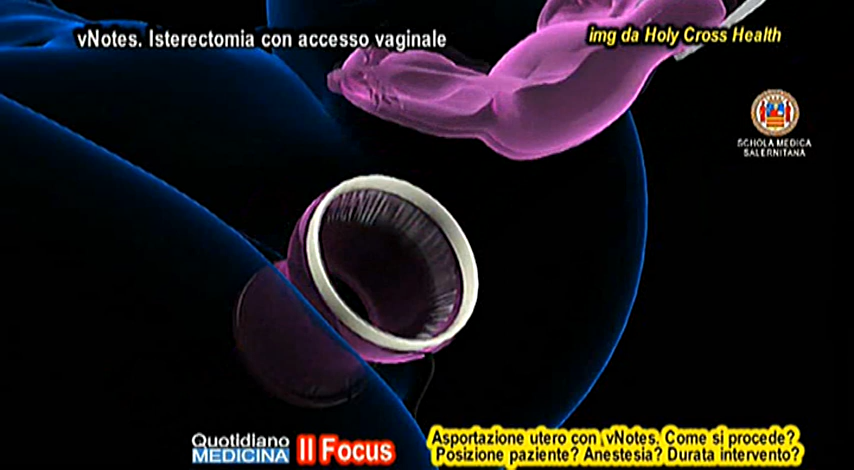 vNotes. Isterectomia con accesso vaginale
img da Holy Cross Health
SCHOLA MEDICA
SALERNITANA
Quotidiano
MEDICINA
Il Focus
Asportazione utero con vNotes. Come si procede?
Posizione paziente? Anestesia? Durata intervento?